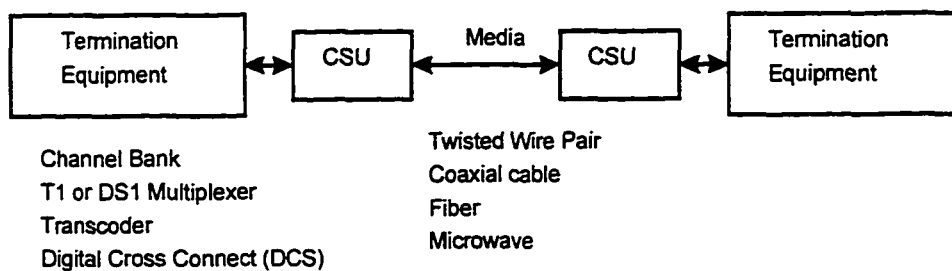 Termination
Equipment
CSU
Media
CSU
Termination
Equipment
Channel Bank
T1 or DS1 Multiplexer
Transcoder
Digital Cross Connect (DCS)
Twisted Wire Pair
Coaxial cable
Fiber
Microwave